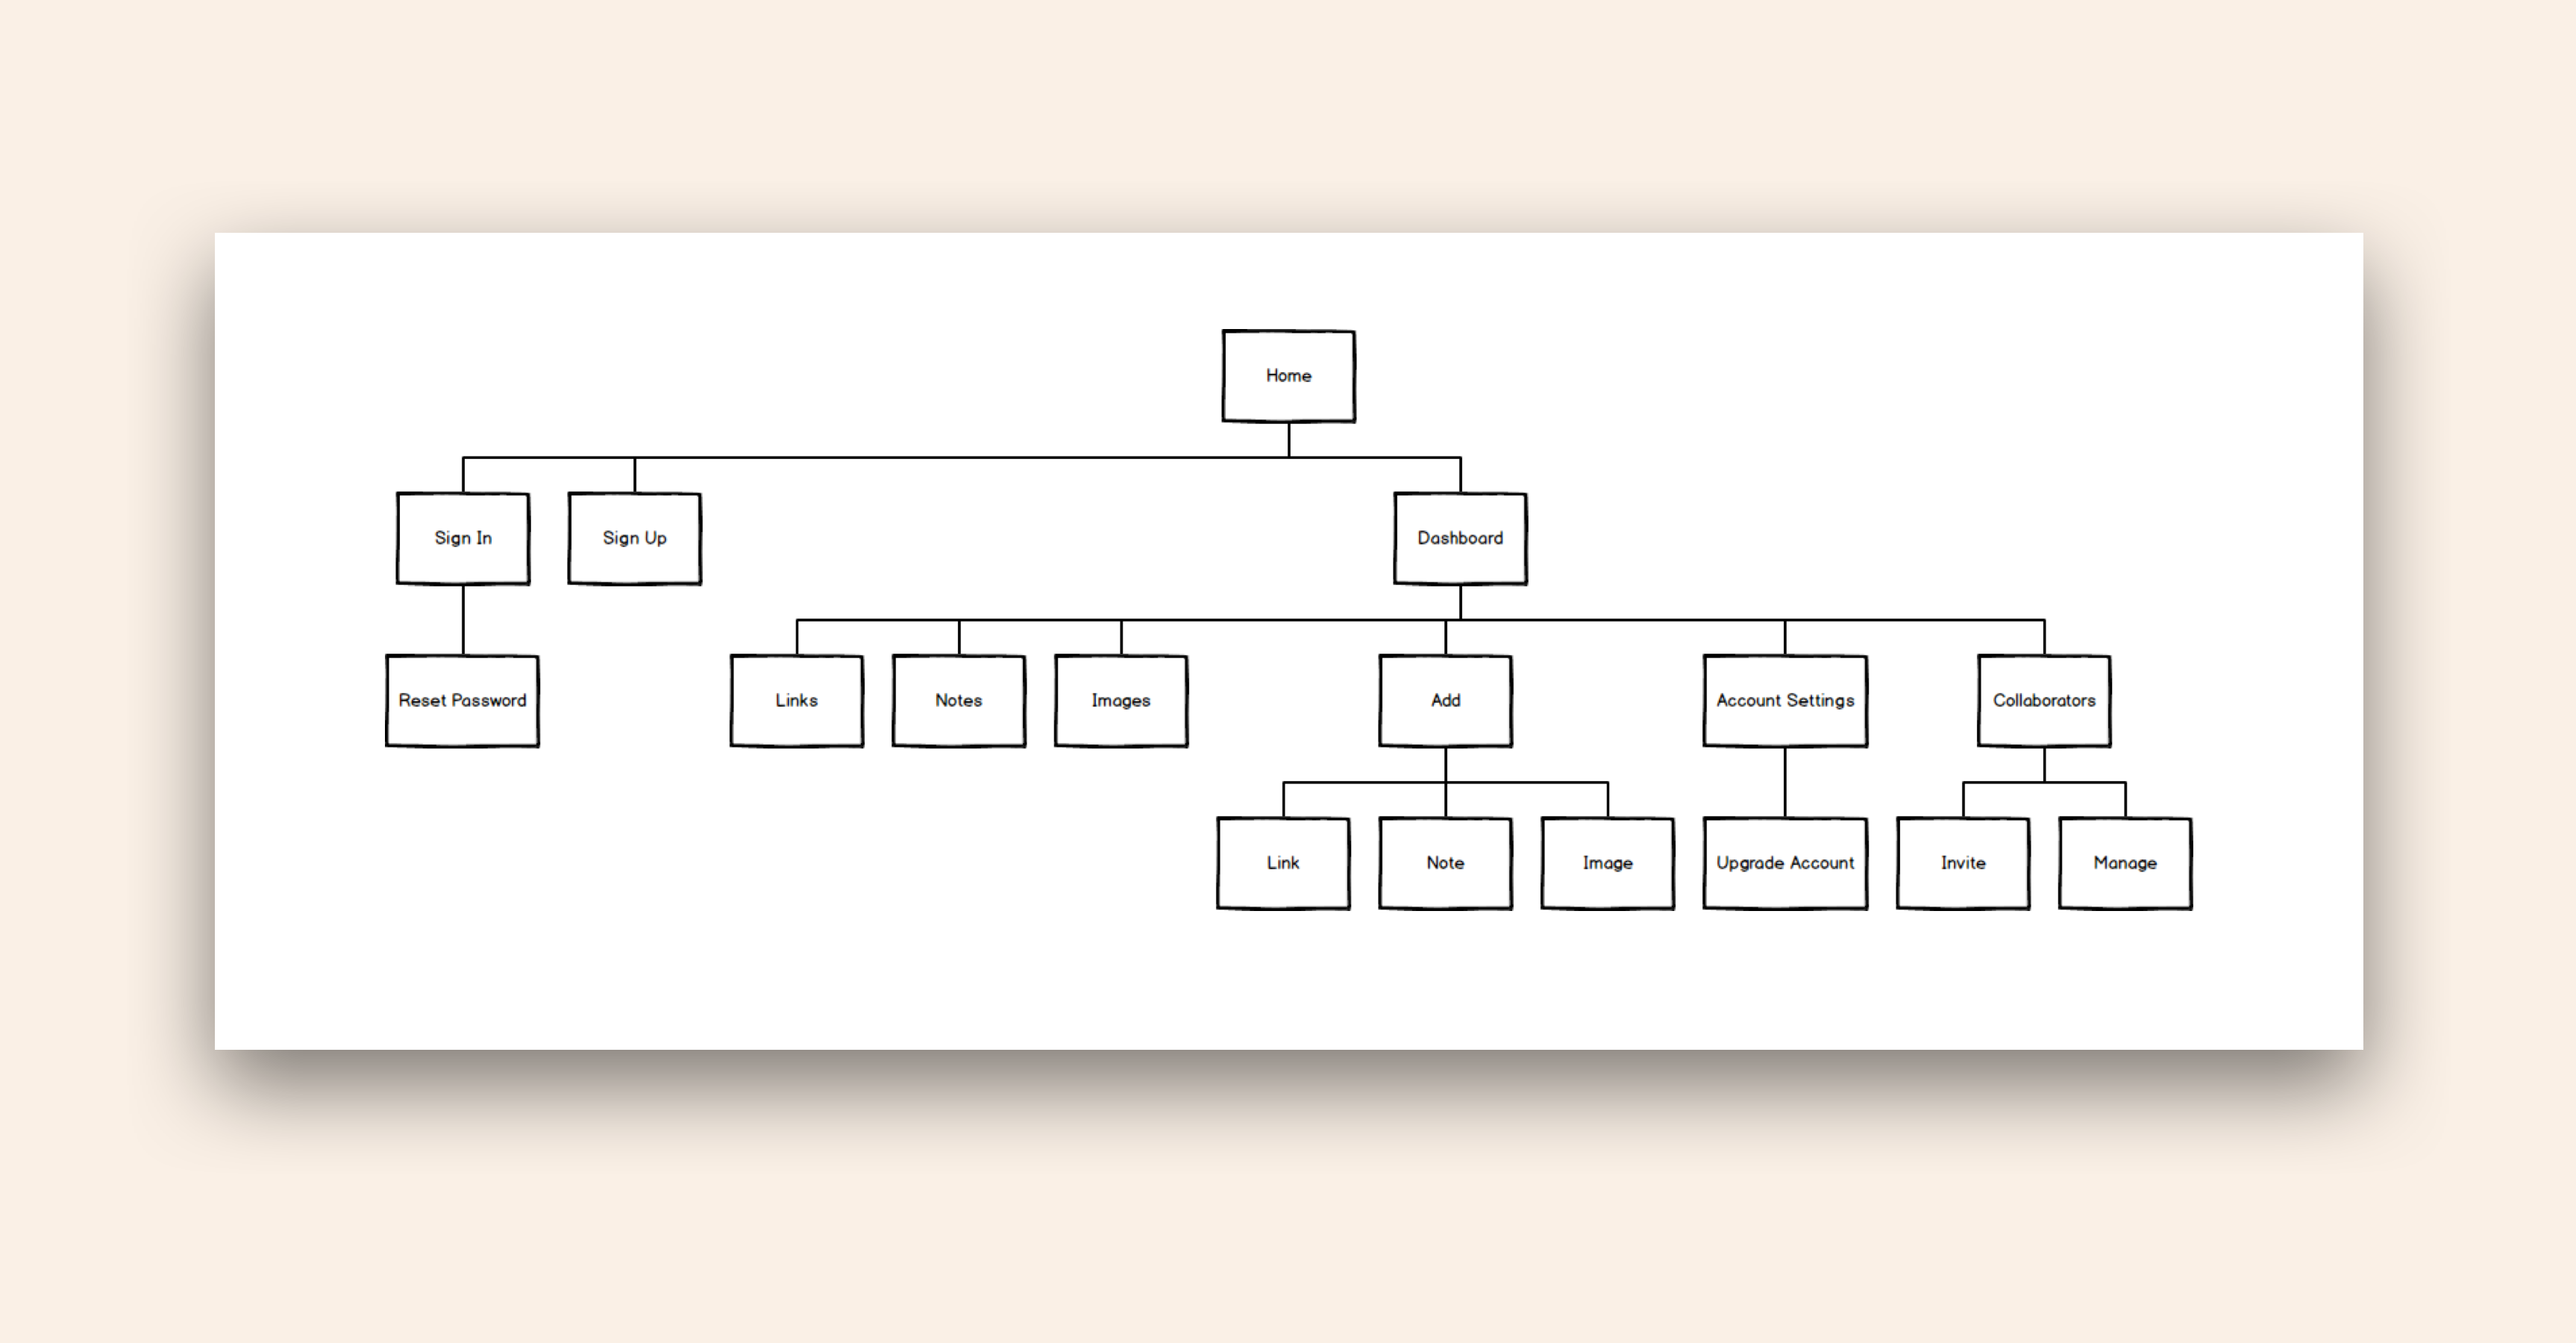 Home
Sign In
Sign Up
Dashboard
Reset Password
Links
Notes
Images
Add
Account Settings
Collaborators
Link
Note
Image
Upgrade Account
Invite
Manage